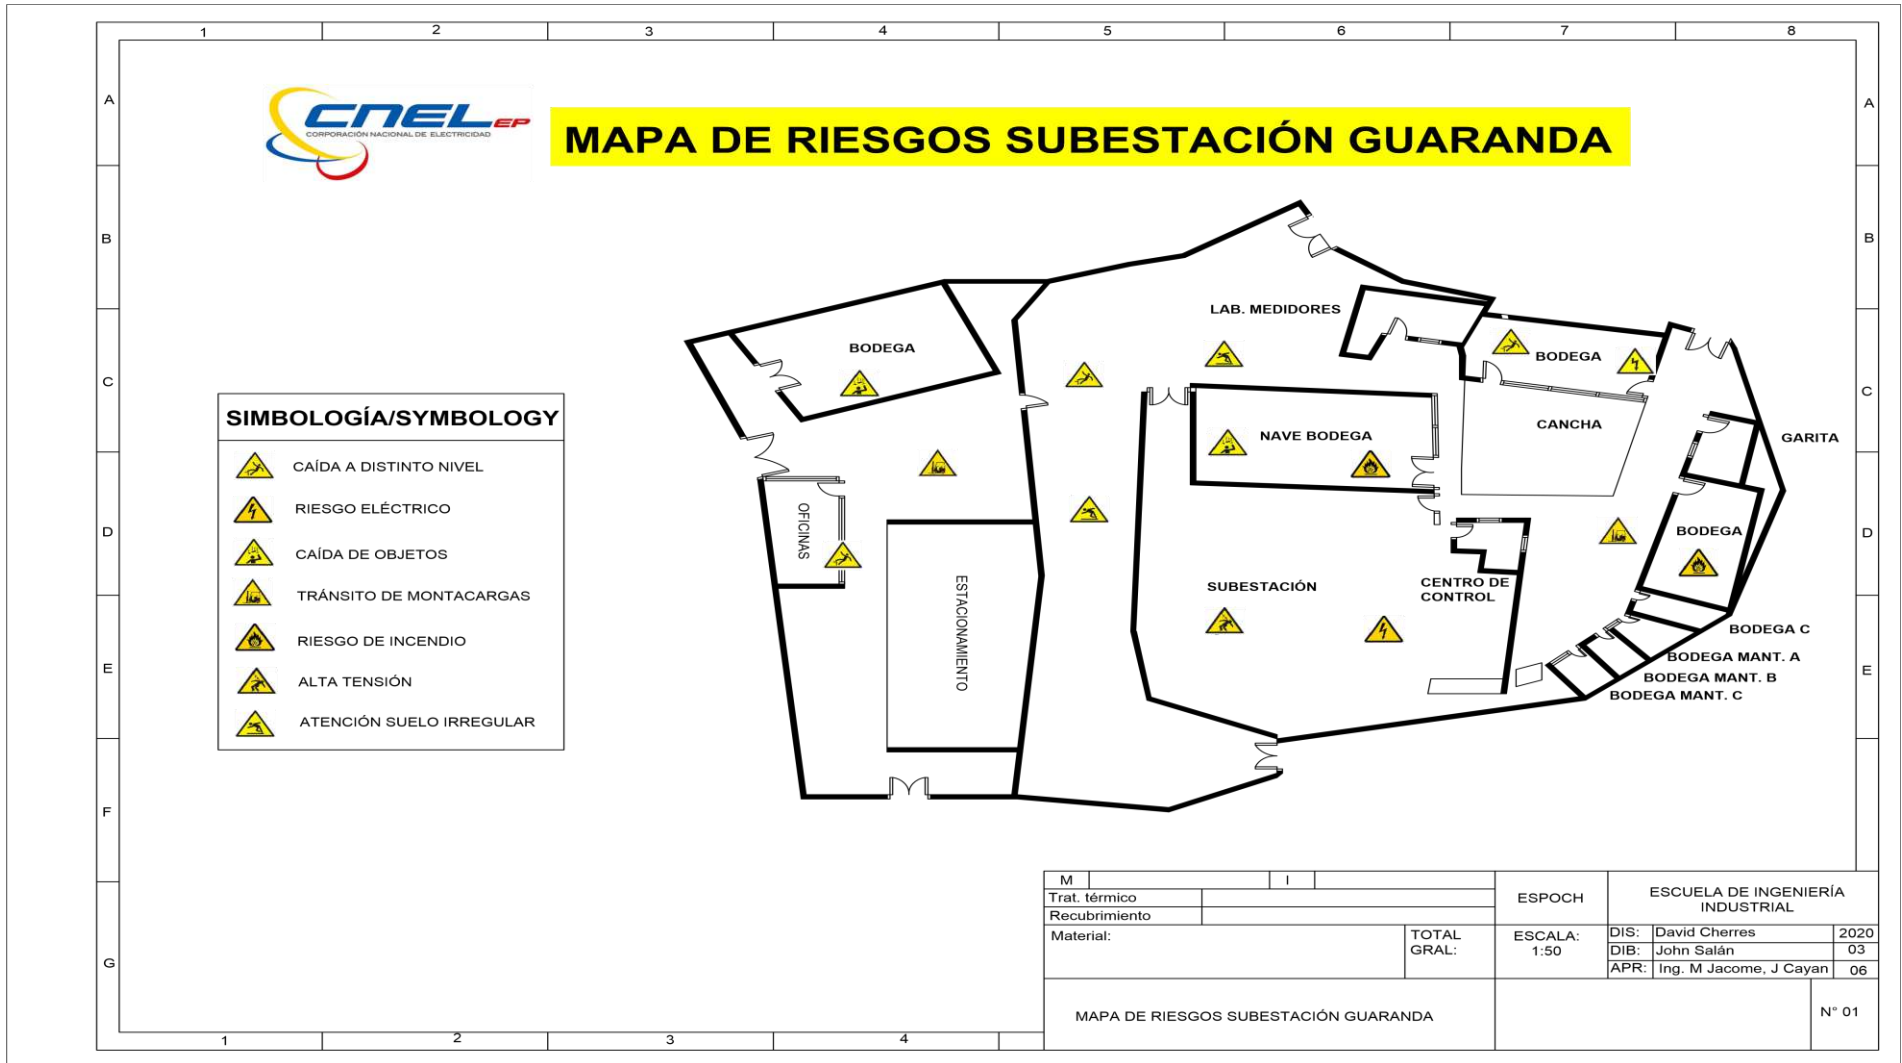 1 2 3 4 5 6 7 8
A A
CNEL EP
CORPORACIÓN NACIONAL DE ELECTRICIDAD
MAPA DE RIESGOS SUBESTACIÓN GUARANDA
B B
LAB. MEDIDORES
BODEGA
BODEGA
C C
SIMBOLOGÍA/SYMBOLOGY
CAÍDA A DISTINTO NIVEL
RIESGO ELÉCTRICO
CAÍDA DE OBJETOS
TRÁNSITO DE MONTACARGAS
RIESGO DE INCENDIO
ALTA TENSIÓN
ATENCIÓN SUELO IRREGULAR
CANCHA
NAVE BODEGA
GARITA
OFICINAS
D D
BODEGA
ESTACIONAMIENTO
SUBESTACIÓN
CENTRO DE
CONTROL
BODEGA C
BODEGA MANT. A
BODEGA MANT. B
BODEGA MANT. C
E E
F
G
M I
Trat. térmico
Recubrimiento
Material:
TOTAL
GRAL:
ESPOCH
ESCALA:
1:50
ESCUELA DE INGENIERÍA
INDUSTRIAL
DIS: David Cherres 2020
DIB: John Salán 03
APR: Ing. M Jacome, J Cayan 06
MAPA DE RIESGOS SUBESTACIÓN GUARANDA
N° 01
1 2 3 4